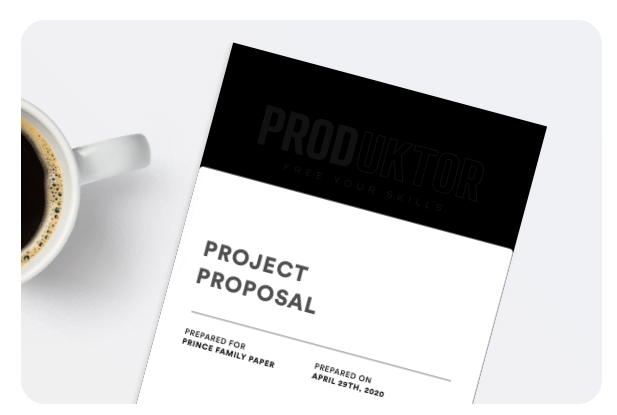 PRODUKTOR
FREE YOUR SKILLS
PROJECT
PROPOSAL
PREPARED FOR
PRINCE FAMILY PAPER
PREPARED ON
APRIL 29TH, 2020